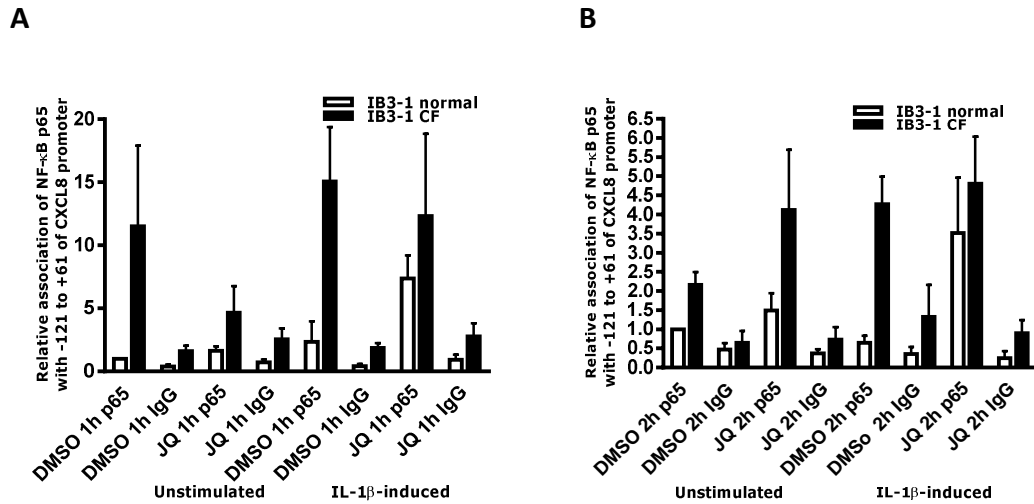 A
Relative association of NF-κB p65
with -121 to +61 of CXCL8 promoter
IB3-1 normal
IB3-1 CF
20
15
10
5
0
DMSO 1h p65
DMSO 1h IgG
JQ 1h p65
JQ 1h IgG
DMSO 1h p65
DMSO 1h IgG
JQ 1h p65
JQ 1h IgG
Unstimulated
IL-1β-induced
B
Relative association of NF-κB p65
with -121 to +61 of CXCL8 promoter
IB3-1 normal
IB3-1 CF
6.5
6.0
5.5
5.0
4.5
4.0
3.5
3.0
2.5
2.0
1.5
1.0
0.5
0.0
DMSO 2h p65
DMSO 2h IgG
JQ 2h p65
JQ 2h IgG
DMSO 2h p65
DMSo 2h IgG
JQ 2h p65
JQ 2h IgG
Unstimulated
IL-1β-induced